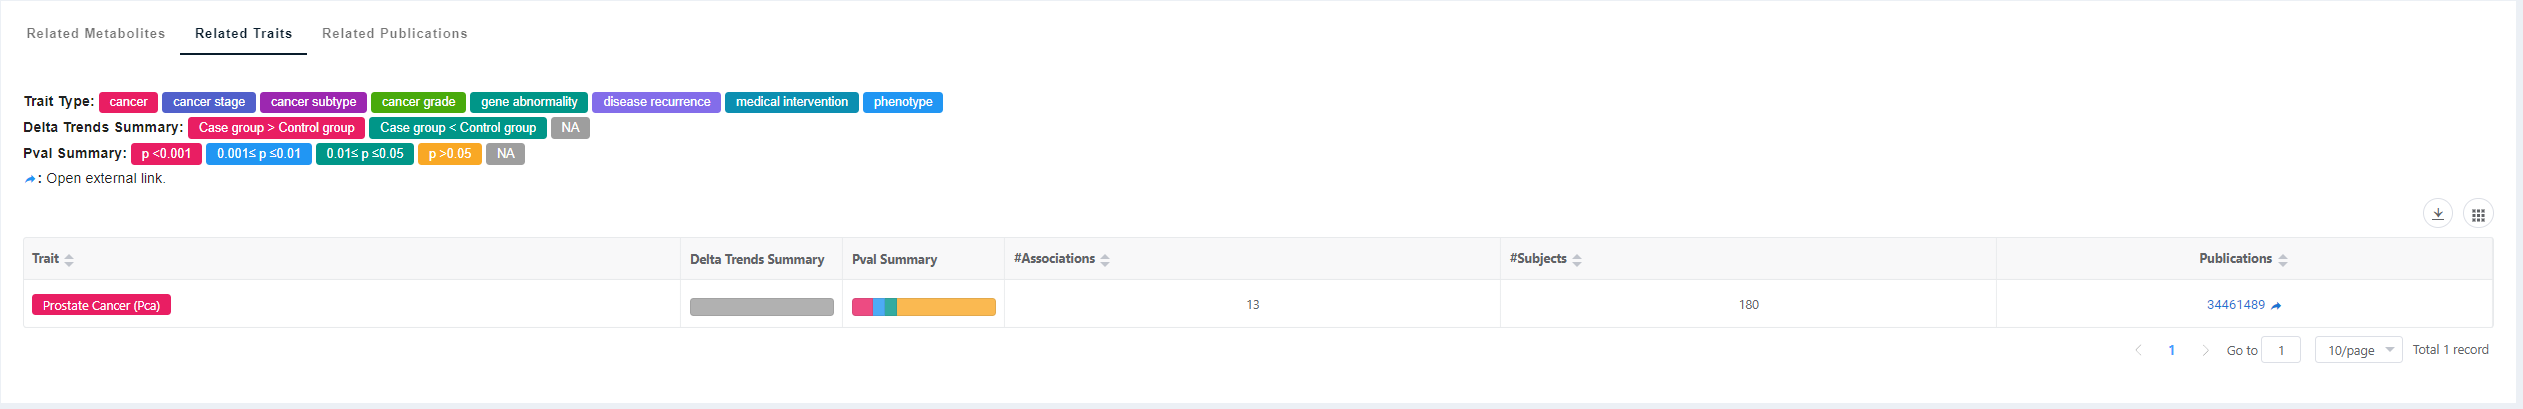 Related Metabolites Related Traits Related Publications
Trait Type: cancer cancer stage cancer subtype cancer grade gene abnormality disease recurrence medical intervention phenotype
Delta Trends Summary: Case group > Control group Case group < Control group NA
Pval Summary: p <0.001 0.001≤ p ≤0.01 0.01≤ p ≤0.05 p >0.05 NA
: Open external link.
Trait Delta Trends Summary Pval Summary #Associations #Subjects Publications
Prostate Cancer (Pca) 13 180 34461489
1 Go to 1 10/page Total 1 record